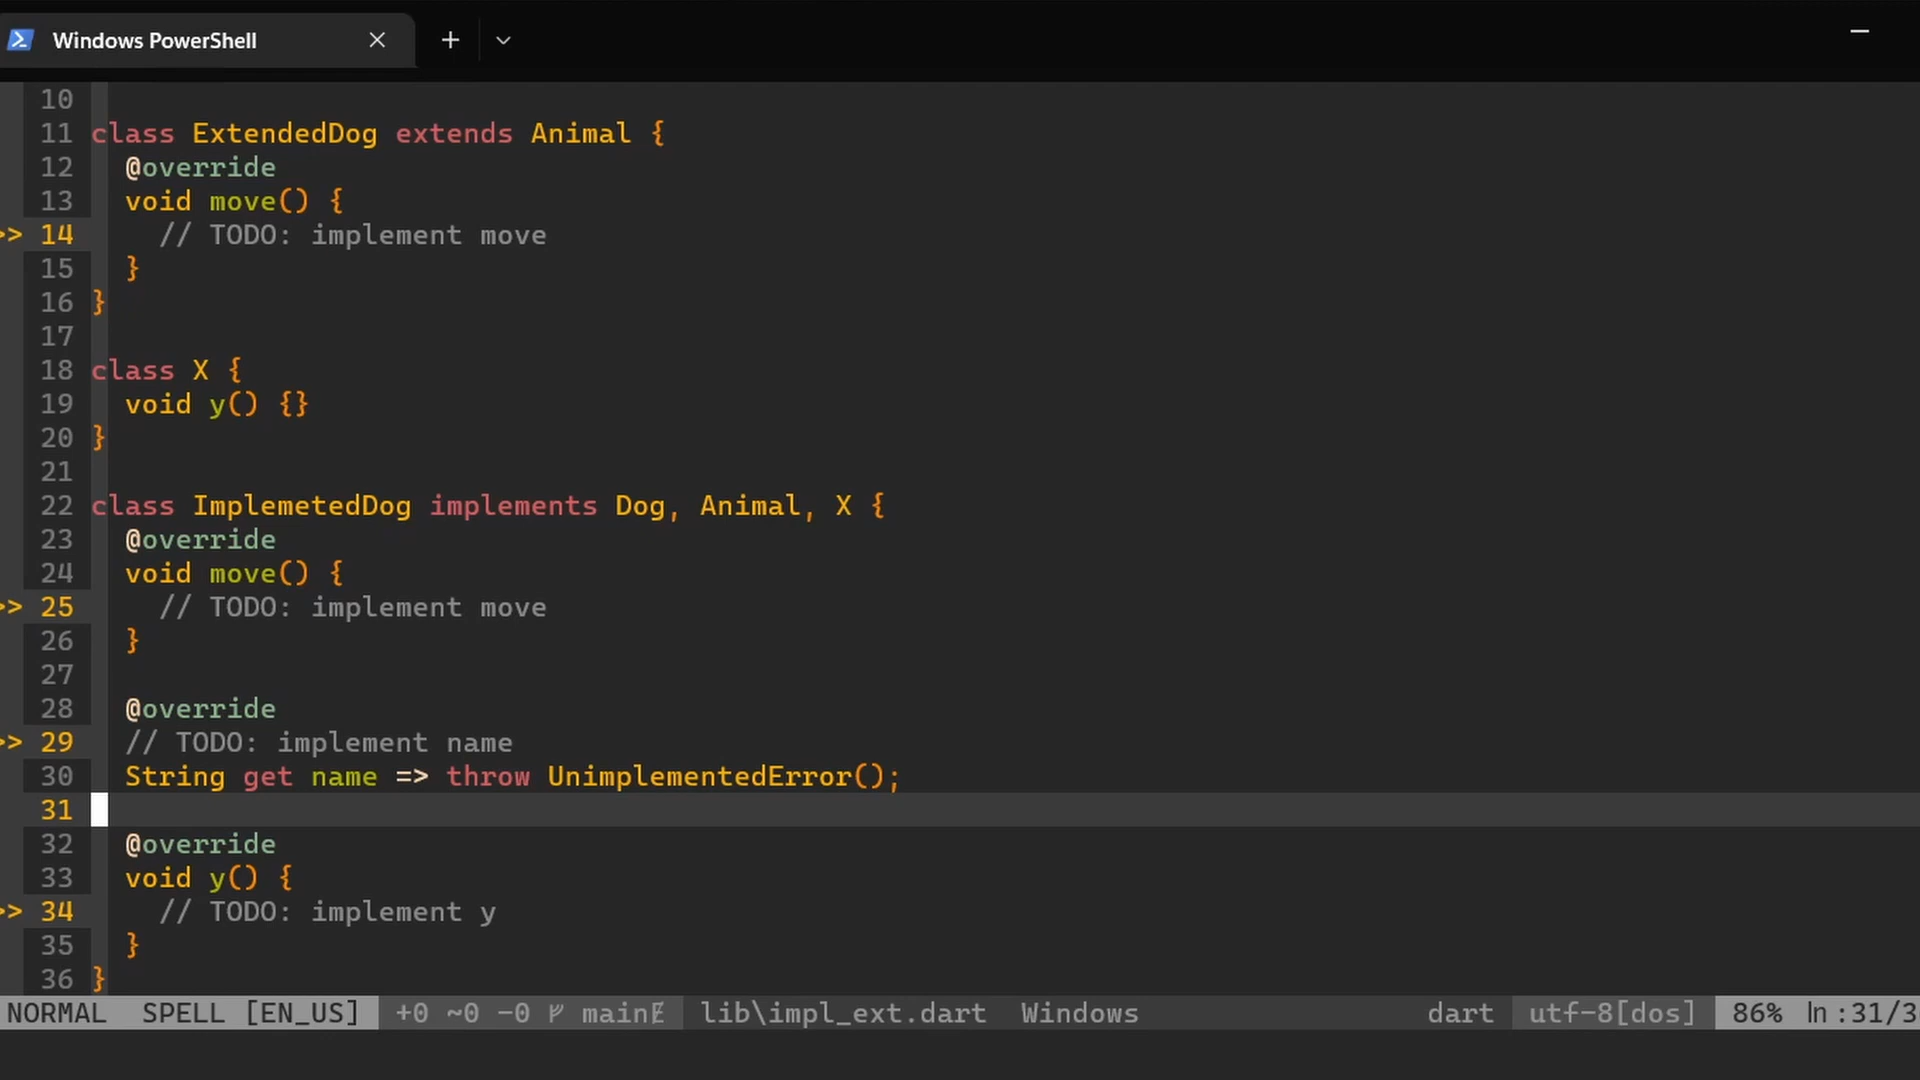 Windows PowerShell
10
11 class ExtendedDog extends Animal {
12   @override
13   void move() {
>> 14     // TODO: implement move
15   }
16 }
17
18 class X {
19   void y() {}
20 }
21
22 class ImplemetedDog implements Dog, Animal, X {
23   @override
24   void move() {
>> 25     // TODO: implement move
26   }
27
28   @override
>> 29   // TODO: implement name
30   String get name => throw UnimplementedError();
31
32   @override
33   void y() {
>> 34     // TODO: implement y
35   }
36 }
NORMAL SPELL [EN_US] +0 ~0 -0 main lib\impl_ext.dart Windows dart utf-8[dos] 86% ln :31/3